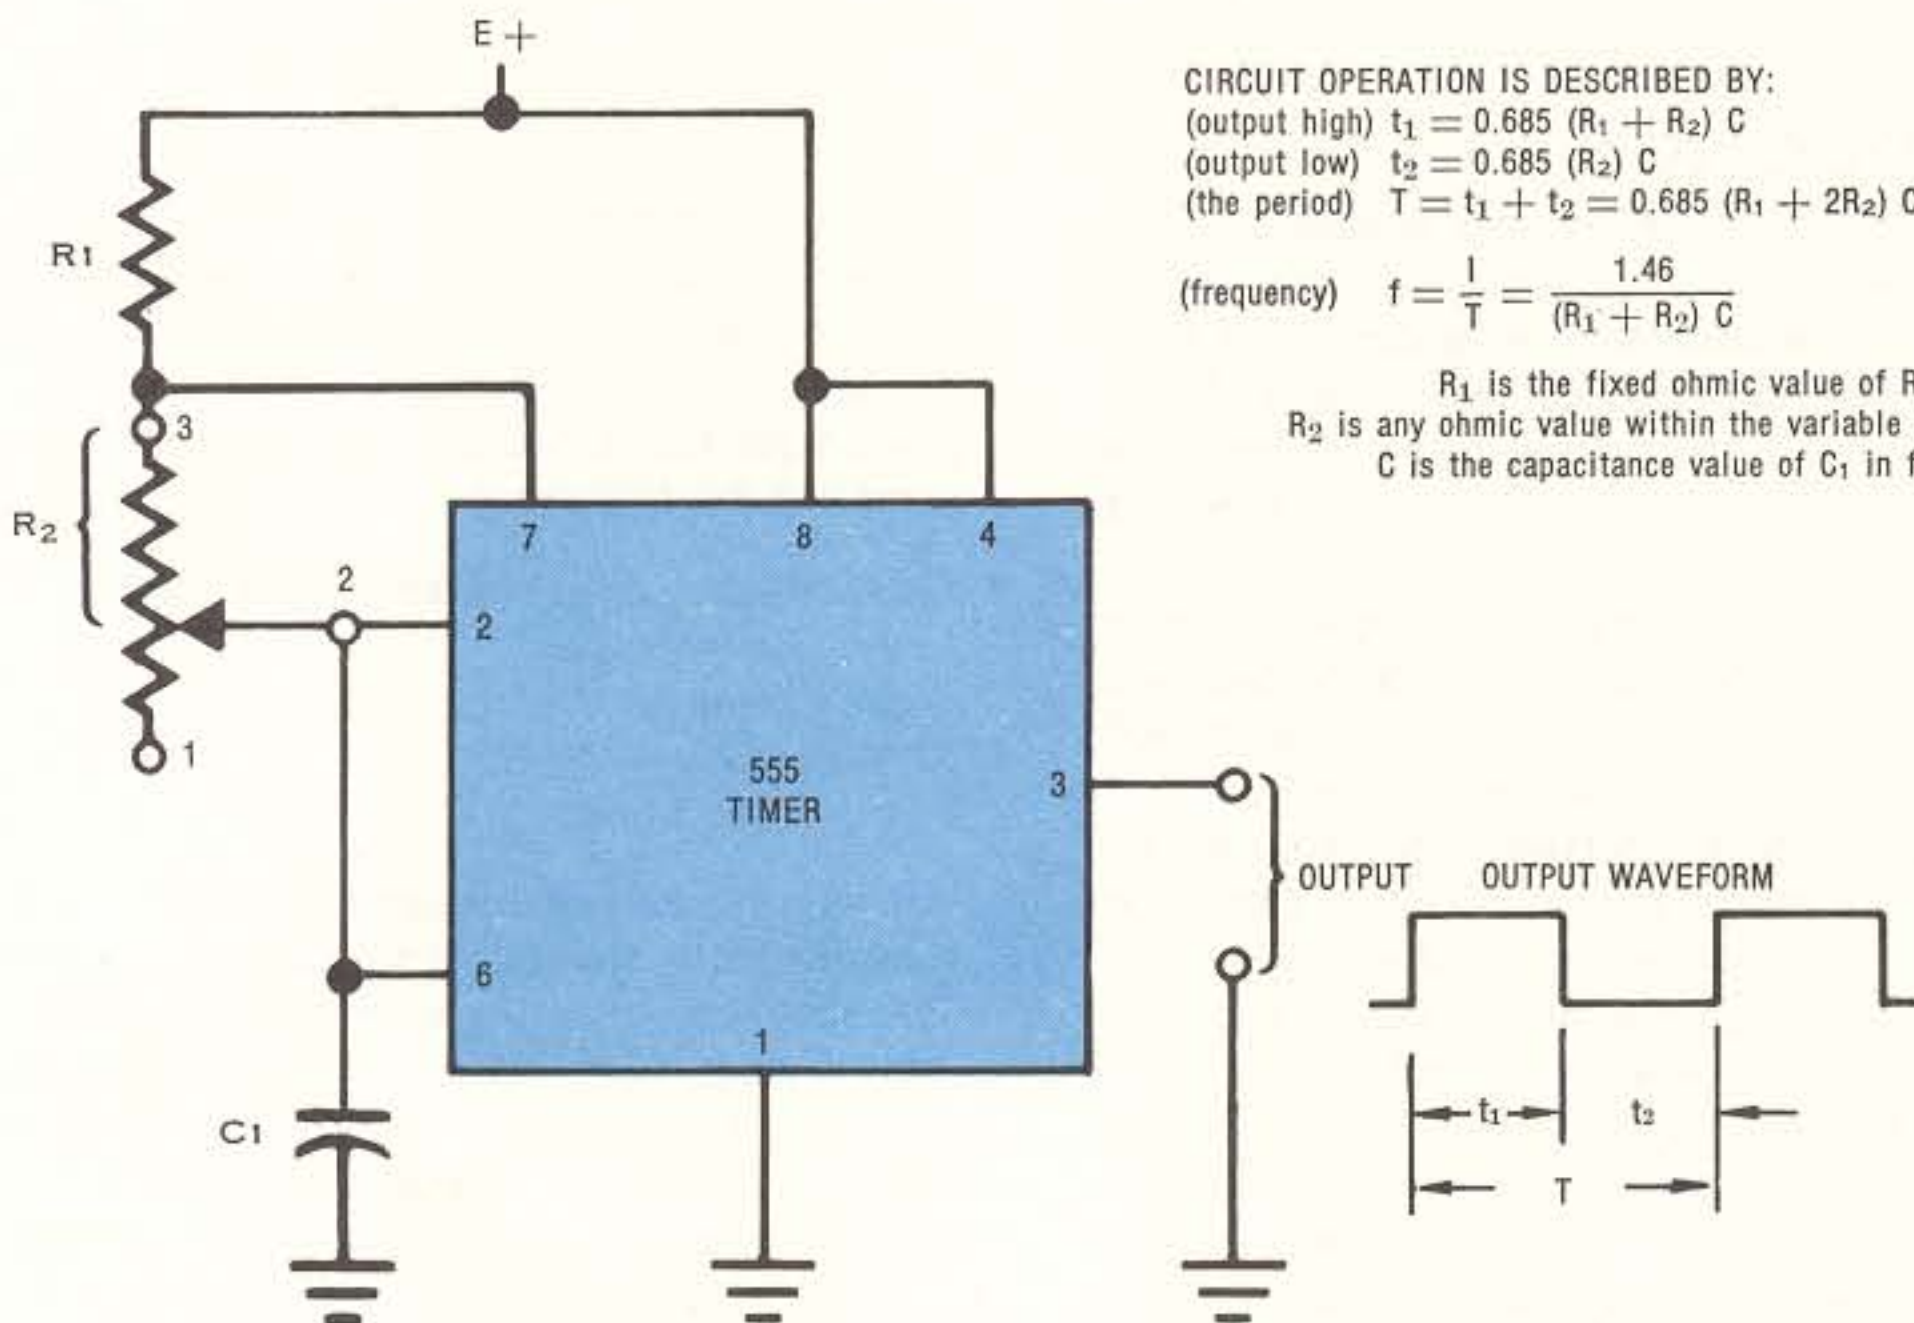 E +
CIRCUIT OPERATION IS DESCRIBED BY:
(output high) t₁ = 0.685 (R₁ + R₂) C
(output low) t₂ = 0.685 (R₂) C
(the period) T = t₁ + t₂ = 0.685 (R₁ + 2R₂) C
(frequency) f = 1/T = 1.46/(R₁ + R₂) C
R₁ is the fixed ohmic value of R
R₂ is any ohmic value within the variable
C is the capacitance value of C₁ in f
R1
3
R2
2
1
7
8
4
2
555
TIMER
3
6
1
C1
OUTPUT
OUTPUT WAVEFORM
t₁
t₂
T